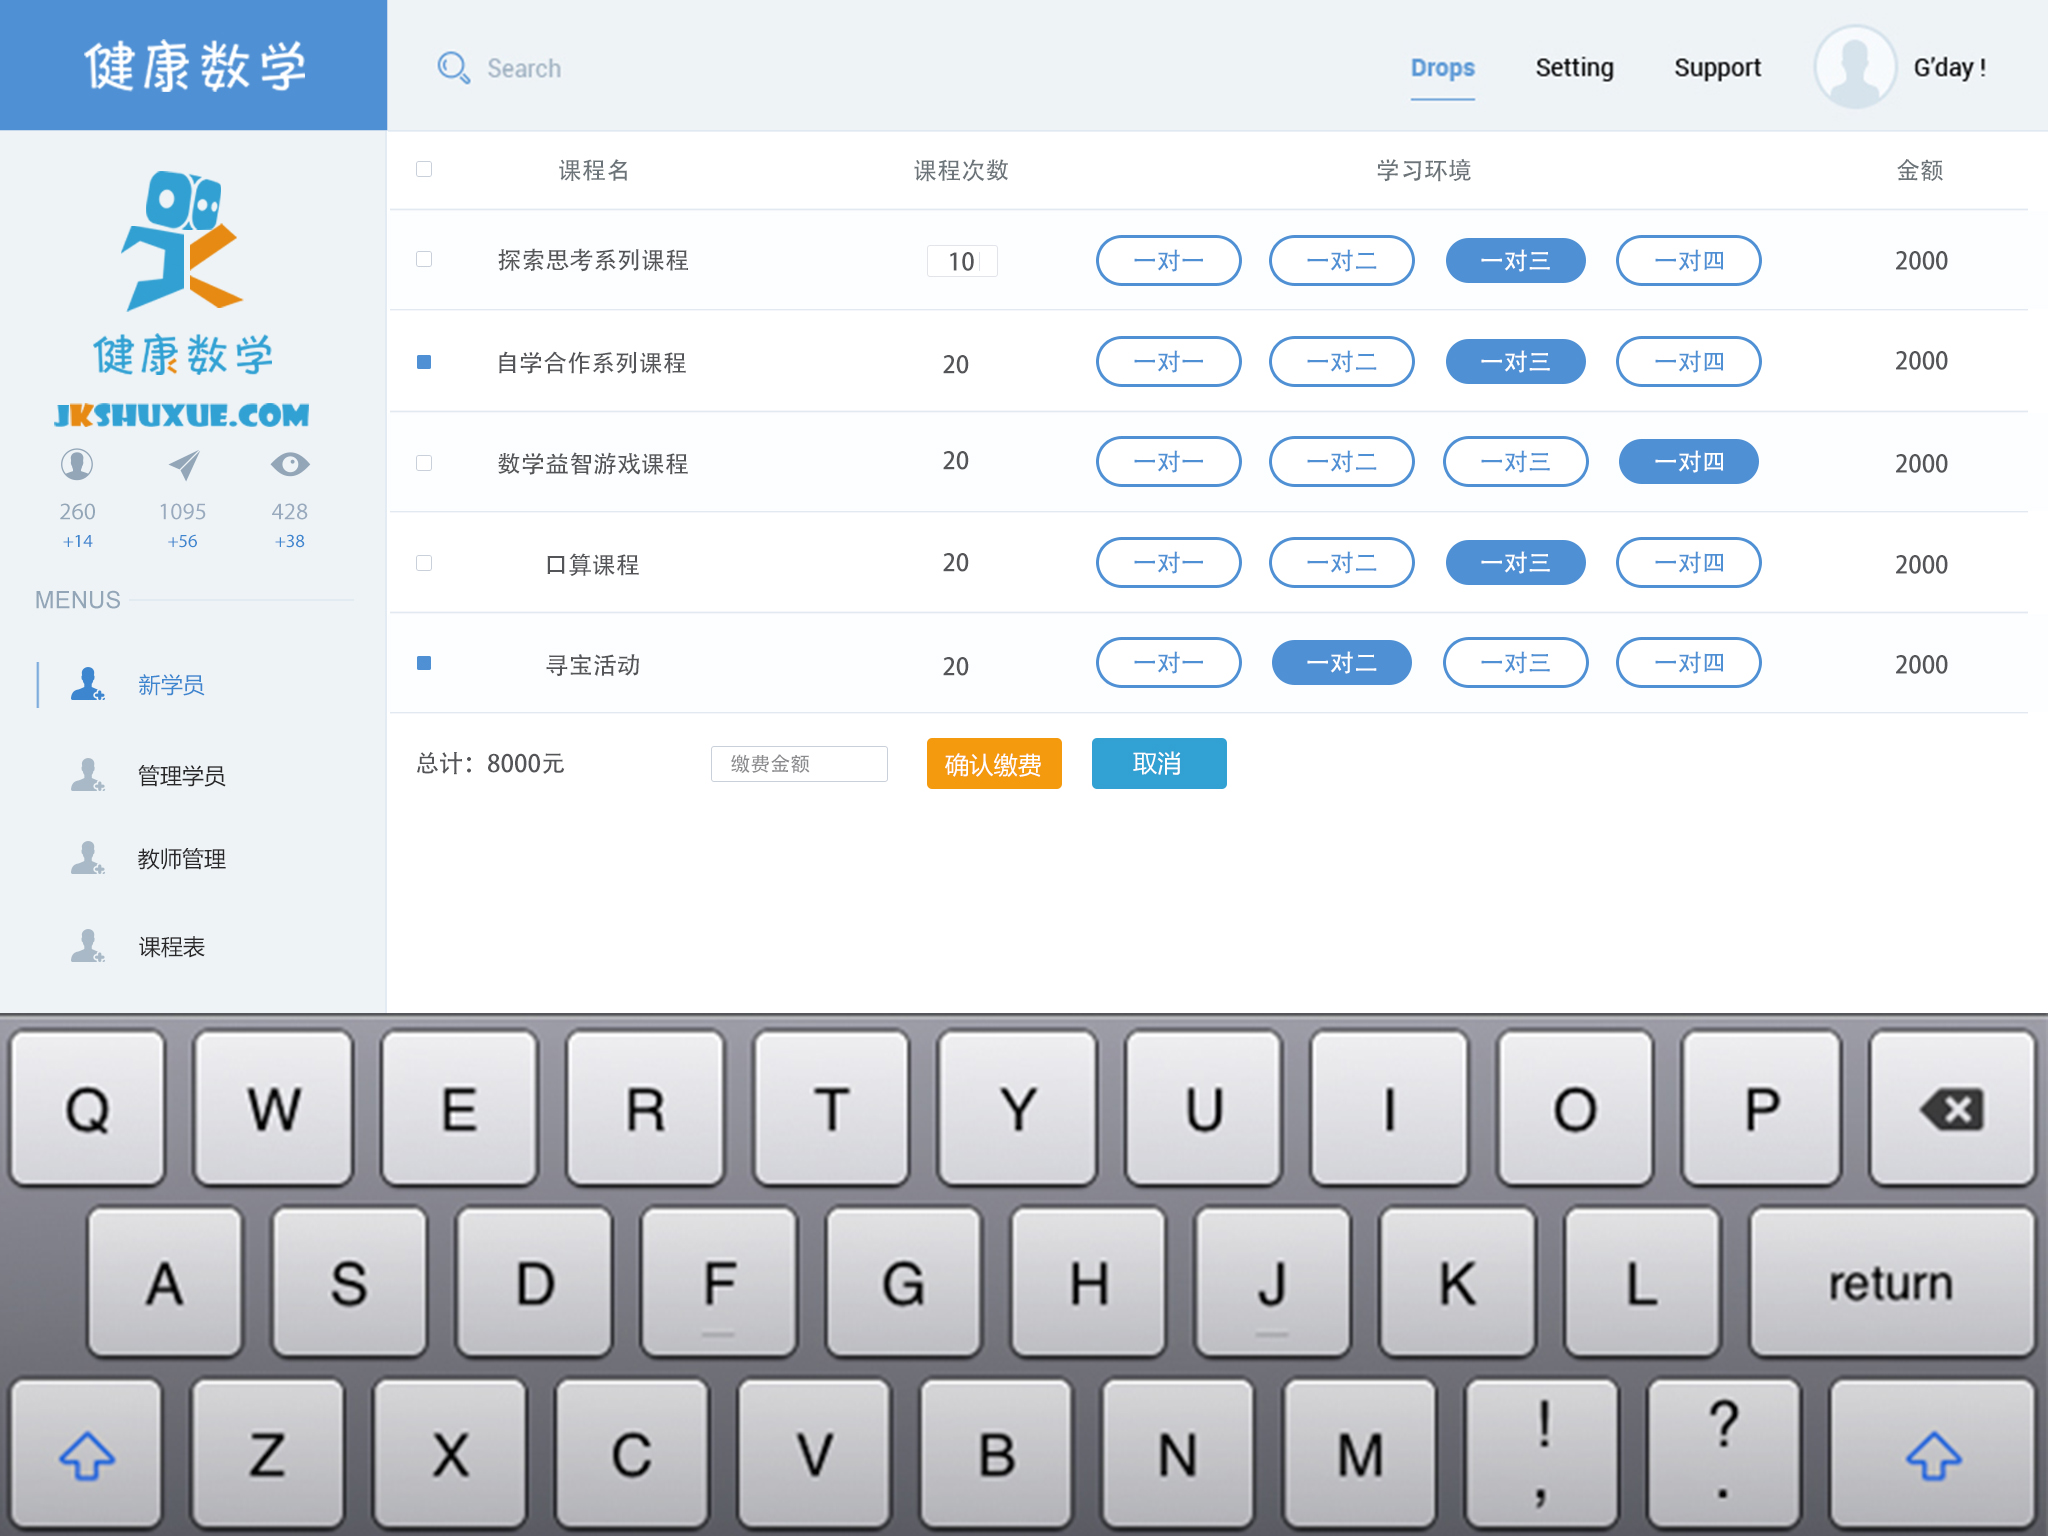 健康数学
Search
Drops Setting Support G'day !
健康数学
JKSHUXUE.COM
260 1095 428
+14 +56 +38
MENUS
新学员
管理学员
教师管理
课程表
课程名 课程次数 学习环境 金额
探索思考系列课程 10 一对一 一对二 一对三 一对四 2000
自学合作系列课程 20 一对一 一对二 一对三 一对四 2000
数学益智游戏课程 20 一对一 一对二 一对三 一对四 2000
口算课程 20 一对一 一对二 一对三 一对四 2000
寻宝活动 20 一对一 一对二 一对三 一对四 2000
总计：8000元 缴费金额 确认缴费 取消
Q W E R T Y U I O P
A S D F G H J K L return
Z X C V B N M ! , ? .